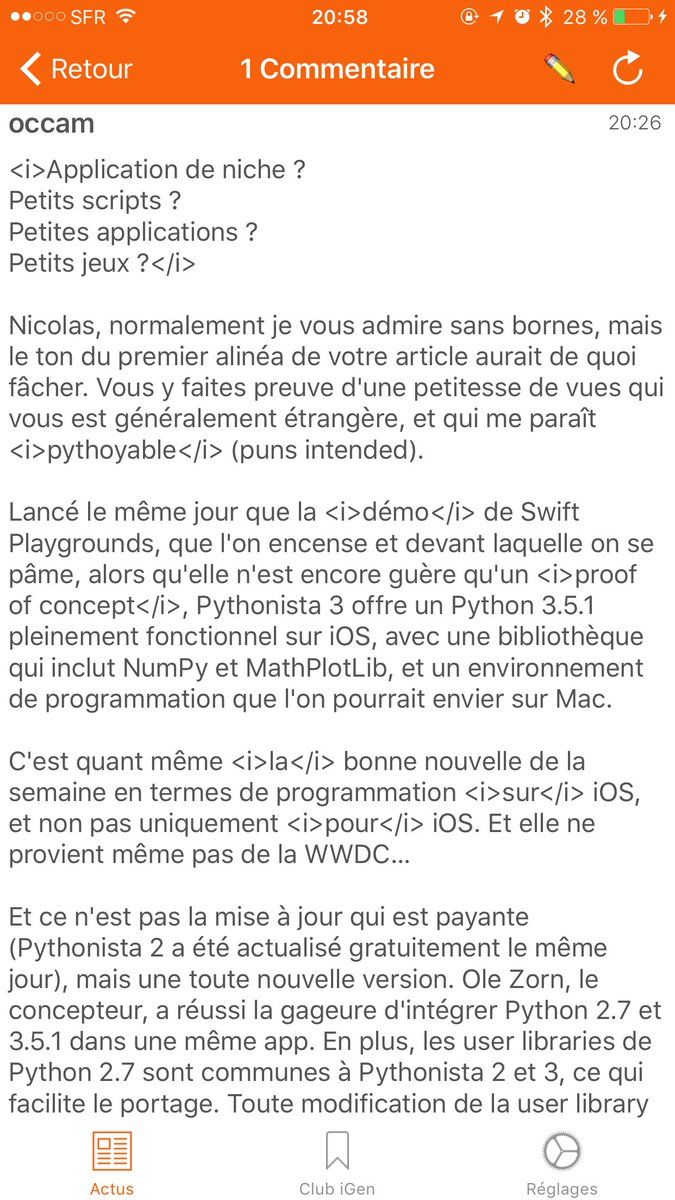 SFR 20:58 28 %
Retour 1 Commentaire
occam 20:26
<i>Application de niche ?
Petits scripts ?
Petites applications ?
Petits jeux ?</i>
Nicolas, normalement je vous admire sans bornes, mais
le ton du premier alinéa de votre article aurait de quoi
fâcher. Vous y faites preuve d'une petitesse de vues qui
vous est généralement étrangère, et qui me paraît
<i>pythoyable</i> (puns intended).
Lancé le même jour que la <i>démo</i> de Swift
Playgrounds, que l'on encense et devant laquelle on se
pâme, alors qu'elle n'est encore guère qu'un <i>proof
of concept</i>, Pythonista 3 offre un Python 3.5.1
pleinement fonctionnel sur iOS, avec une bibliothèque
qui inclut NumPy et MathPlotLib, et un environnement
de programmation que l'on pourrait envier sur Mac.
C'est quant même <i>la</i> bonne nouvelle de la
semaine en termes de programmation <i>sur</i> iOS,
et non pas uniquement <i>pour</i> iOS. Et elle ne
provient même pas de la WWDC...
Et ce n'est pas la mise à jour qui est payante
(Pythonista 2 a été actualisé gratuitement le même
jour), mais une toute nouvelle version. Ole Zorn, le
concepteur, a réussi la gageure d'intégrer Python 2.7 et
3.5.1 dans une même app. En plus, les user libraries de
Python 2.7 sont communes à Pythonista 2 et 3, ce qui
facilite le portage. Toute modification de la user library
Actus Club iGen Réglages